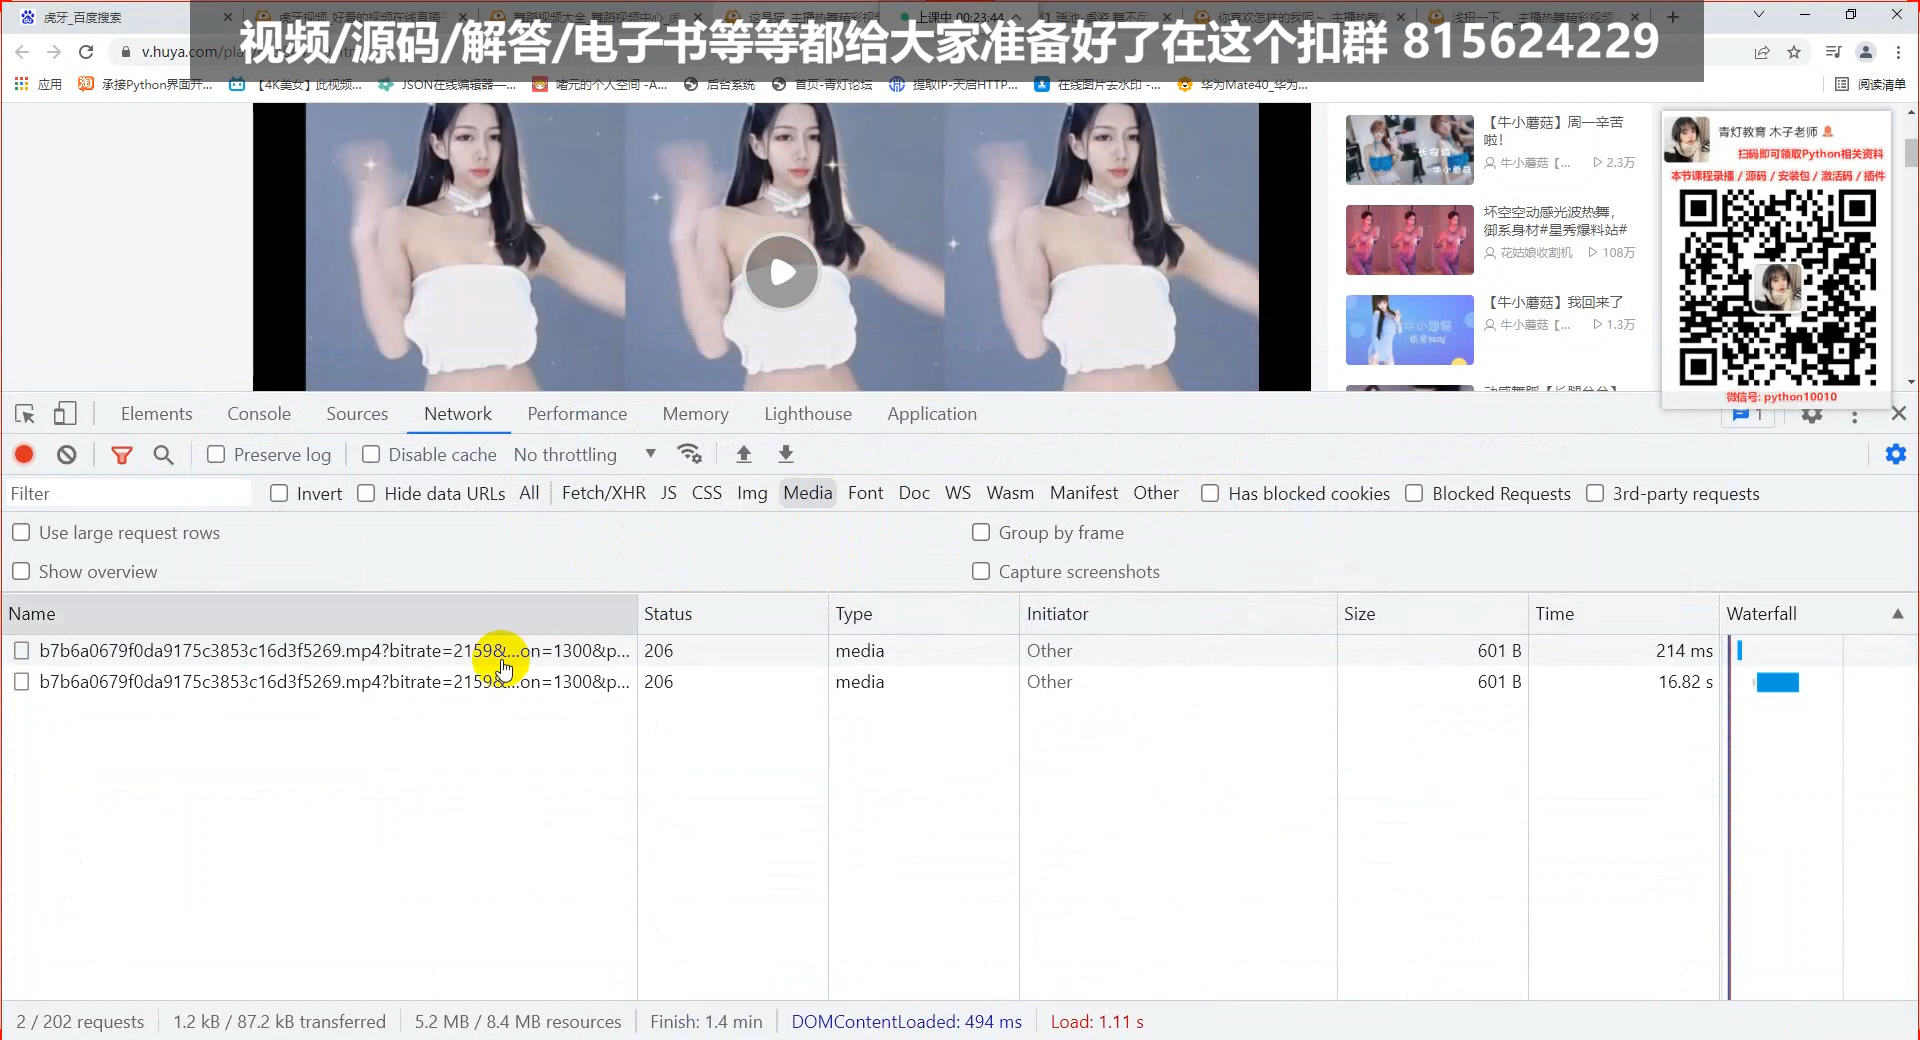 虎牙_百度搜索
上课中 00:23:44
视频/源码/解答/电子书等等都给大家准备好了在这个扣群 815624229
v.huya.com/pla
应用
承接Python界面开...
【4K美女】此视频...
JSON在线编辑器—...
啫元的个人空间 -A...
后台系统
首页-青灯论坛
提取IP-天启HTTP...
在线图片去水印 -...
华为Mate40_华为...
阅读清单
【牛小蘑菇】周一辛苦
啦!
牛小蘑菇【...
2.3万
坏空空动感光波热舞,
御系身材#星秀爆料站#
花姑娘收割机
108万
【牛小蘑菇】我回来了
牛小蘑菇【...
1.3万
青灯教育 木子老师
扫码即可领取Python相关资料
本节课程录播 / 源码 / 安装包 / 激活码 / 插件
微信号: python10010
Elements
Console
Sources
Network
Performance
Memory
Lighthouse
Application
1
Preserve log
Disable cache
No throttling
Filter
Invert
Hide data URLs
All
Fetch/XHR
JS
CSS
Img
Media
Font
Doc
WS
Wasm
Manifest
Other
Has blocked cookies
Blocked Requests
3rd-party requests
Use large request rows
Group by frame
Show overview
Capture screenshots
Name
Status
Type
Initiator
Size
Time
Waterfall
b7b6a0679f0da9175c3853c16d3f5269.mp4?bitrate=2159&...on=1300&p... 206 media Other 601 B 214 ms
b7b6a0679f0da9175c3853c16d3f5269.mp4?bitrate=2159&...on=1300&p... 206 media Other 601 B 16.82 s
2 / 202 requests
1.2 kB / 87.2 kB transferred
5.2 MB / 8.4 MB resources
Finish: 1.4 min
DOMContentLoaded: 494 ms
Load: 1.11 s